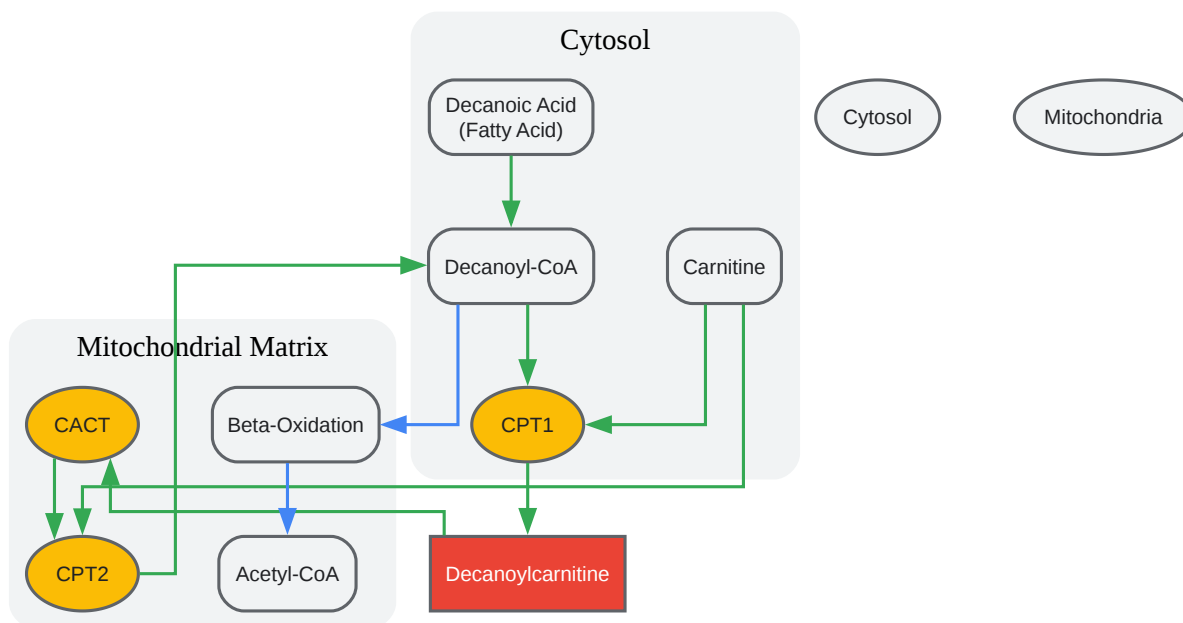 Cytosol
Decanoic Acid
(Fatty Acid)
Cytosol
Mitochondria
Decanoyl-CoA
Carnitine
Mitochondrial Matrix
CACT
Beta-Oxidation
CPT1
CPT2
Acetyl-CoA
Decanoylcarnitine